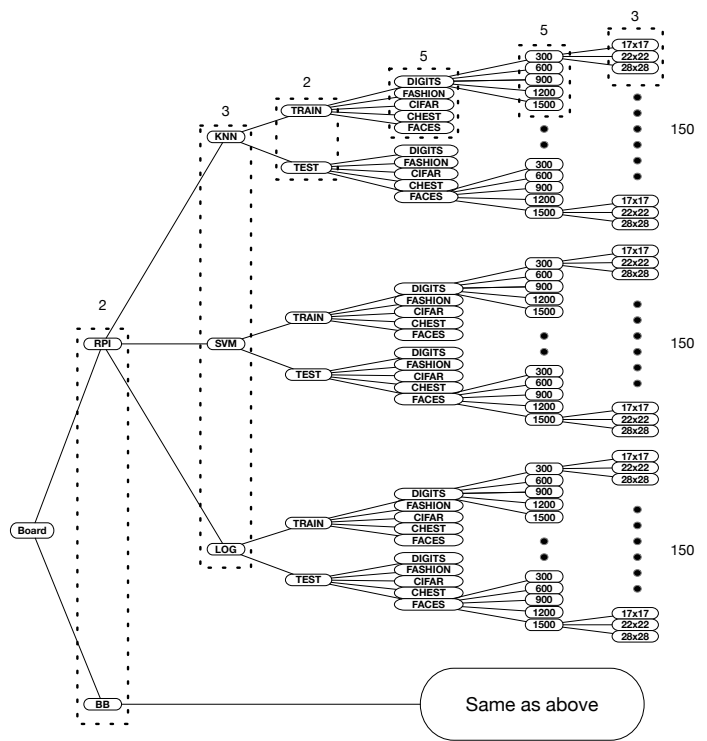 3
17x17
5
300
22x22
600
28x28
5
900
DIGITS
1200
2
FASHION
1500
TRAIN
CIFAR
CHEST
3
FACES
150
KNN
DIGITS
FASHION
300
TEST
CIFAR
600
CHEST
900
FACES
1200
17x17
1500
22x22
28x28
17x17
300
22x22
600
28x28
DIGITS
900
FASHION
1200
2
TRAIN
CIFAR
1500
CHEST
FACES
RPI
SVM
150
DIGITS
FASHION
300
TEST
CIFAR
600
CHEST
900
FACES
1200
17x17
1500
22x22
28x28
17x17
300
22x22
600
28x28
DIGITS
900
FASHION
1200
TRAIN
CIFAR
1500
CHEST
Board
FACES
LOG
150
DIGITS
FASHION
300
TEST
CIFAR
600
CHEST
900
FACES
1200
17x17
1500
22x22
28x28
BB
Same as above